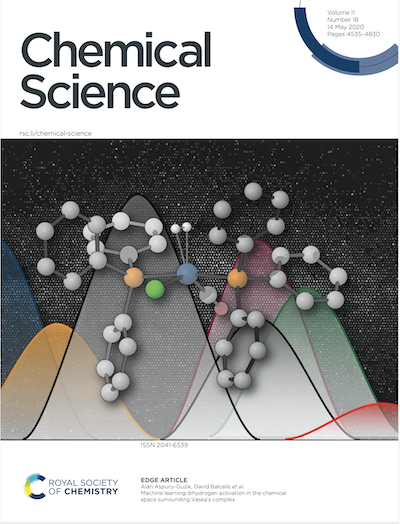 Volume 11
Number 18
14 May 2020
Pages 4535–4830
Chemical
Science
rsc.li/chemical-science
ISSN 2041-6539
ROYAL SOCIETY
OF CHEMISTRY
EDGE ARTICLE
Alán Aspuru-Guzik, David Balcells et al.
Machine learning dihydrogen activation in the chemical
space surrounding Vaska's complex